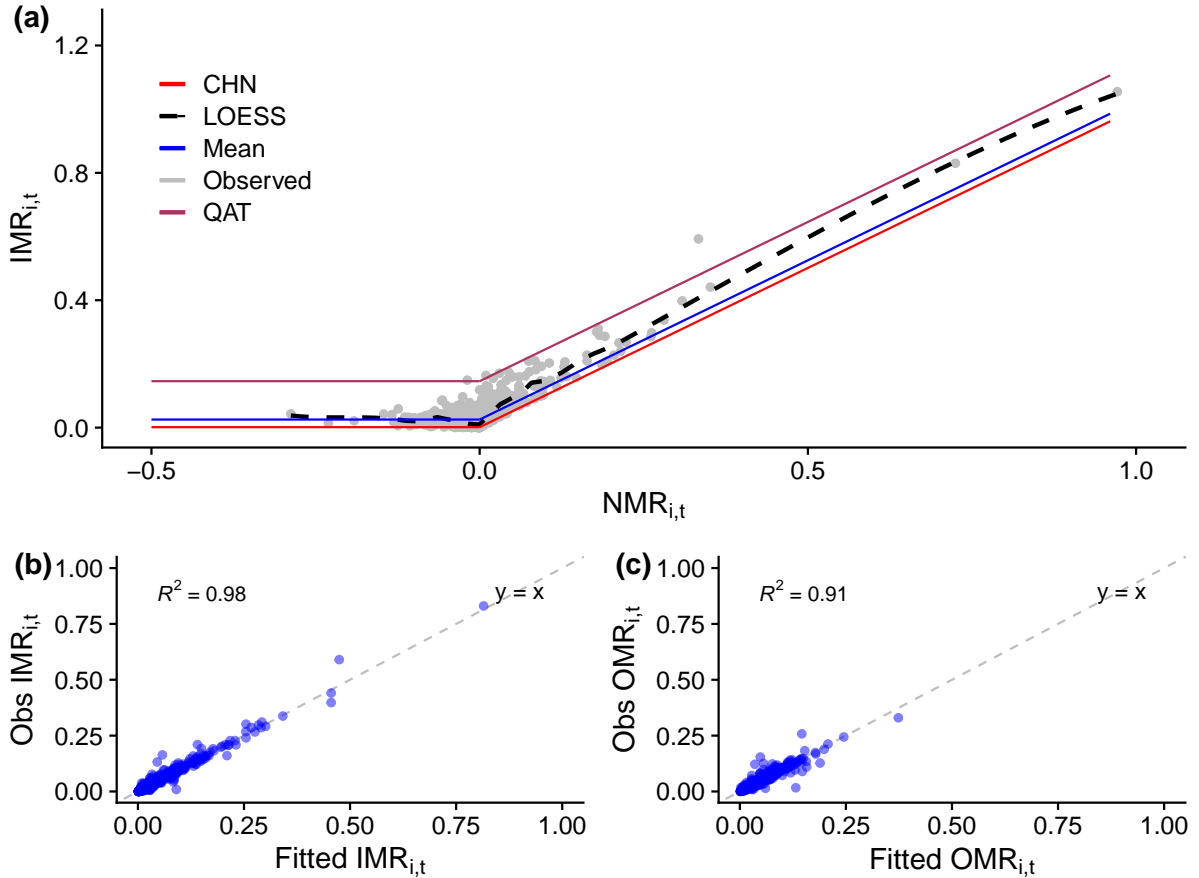 (a)
1.2
0.8
0.4
0.0
IMRi,t
CHN
LOESS
Mean
Observed
QAT
−0.5 0.0 0.5 1.0
NMRi,t
(b)
1.00
0.75
0.50
0.25
0.00
Obs IMRi,t
R2 = 0.98
y = x
0.00 0.25 0.50 0.75 1.00
Fitted IMRi,t
(c)
1.00
0.75
0.50
0.25
0.00
Obs OMRi,t
R2 = 0.91
y = x
0.00 0.25 0.50 0.75 1.00
Fitted OMRi,t